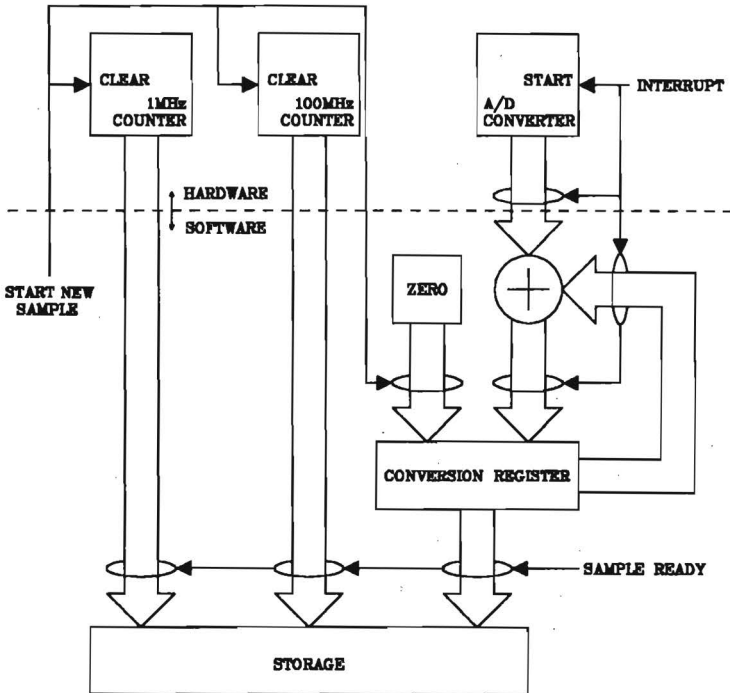 CLEAR
1MHz
COUNTER
CLEAR
100MHz
COUNTER
START
A/D
CONVERTER
INTERRUPT
HARDWARE
SOFTWARE
START NEW
SAMPLE
ZERO
CONVERSION REGISTER
SAMPLE READY
STORAGE